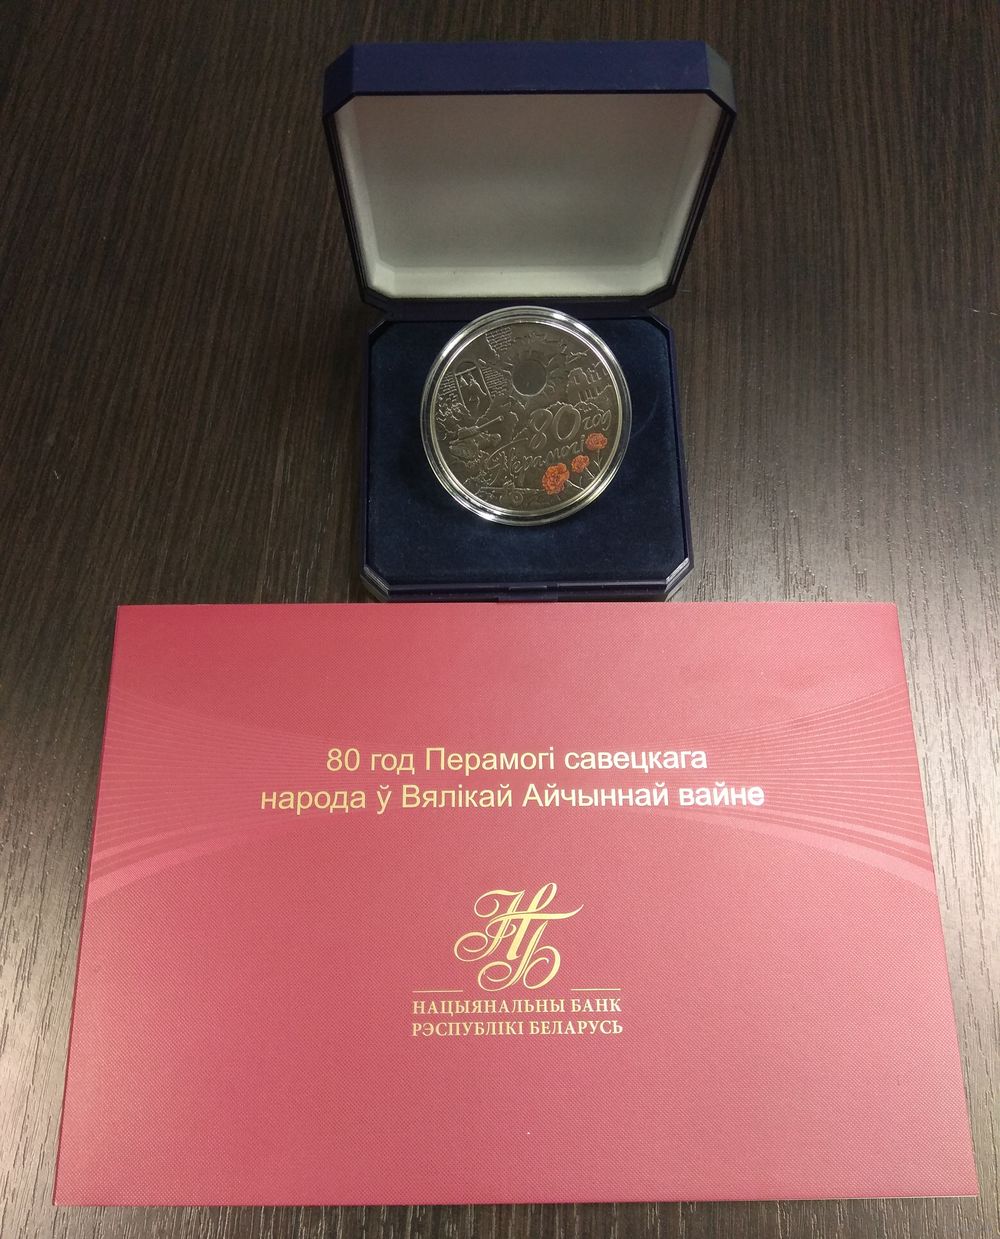 80 год
Перамогі
80 год Перамогі савецкага
народа ў Вялікай Айчыннай вайне
НБ
НАЦЫЯНАЛЬНЫ БАНК
РЭСПУБЛІКІ БЕЛАРУСЬ